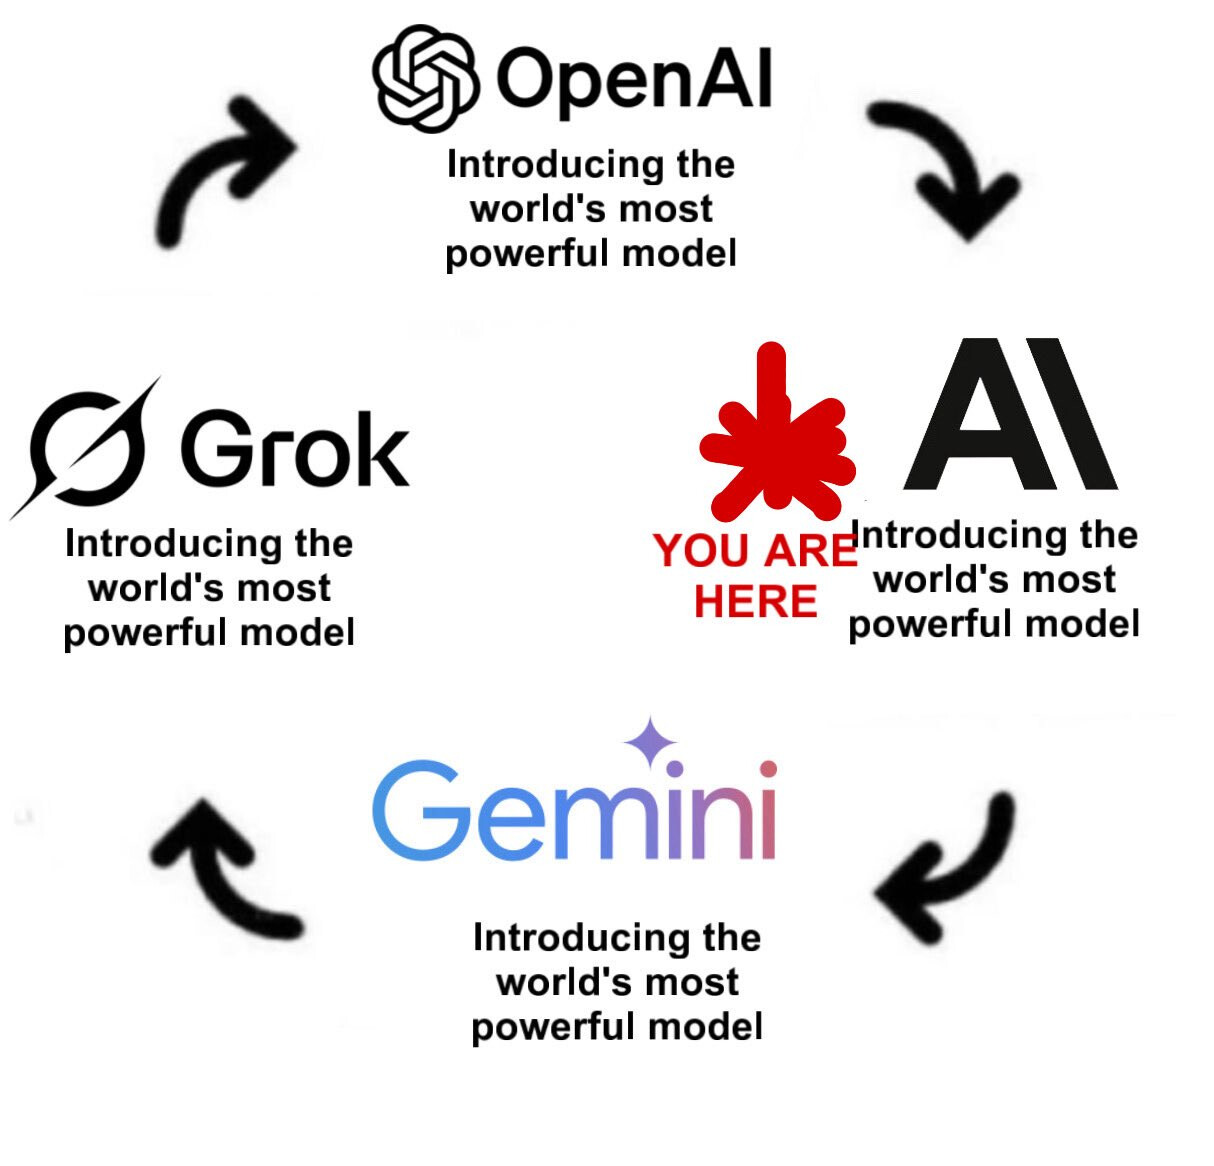 OpenAI
Introducing the
world's most
powerful model
Grok
Introducing the
world's most
powerful model
YOU ARE
HERE
AI
Introducing the
world's most
powerful model
Gemini
Introducing the
world's most
powerful model